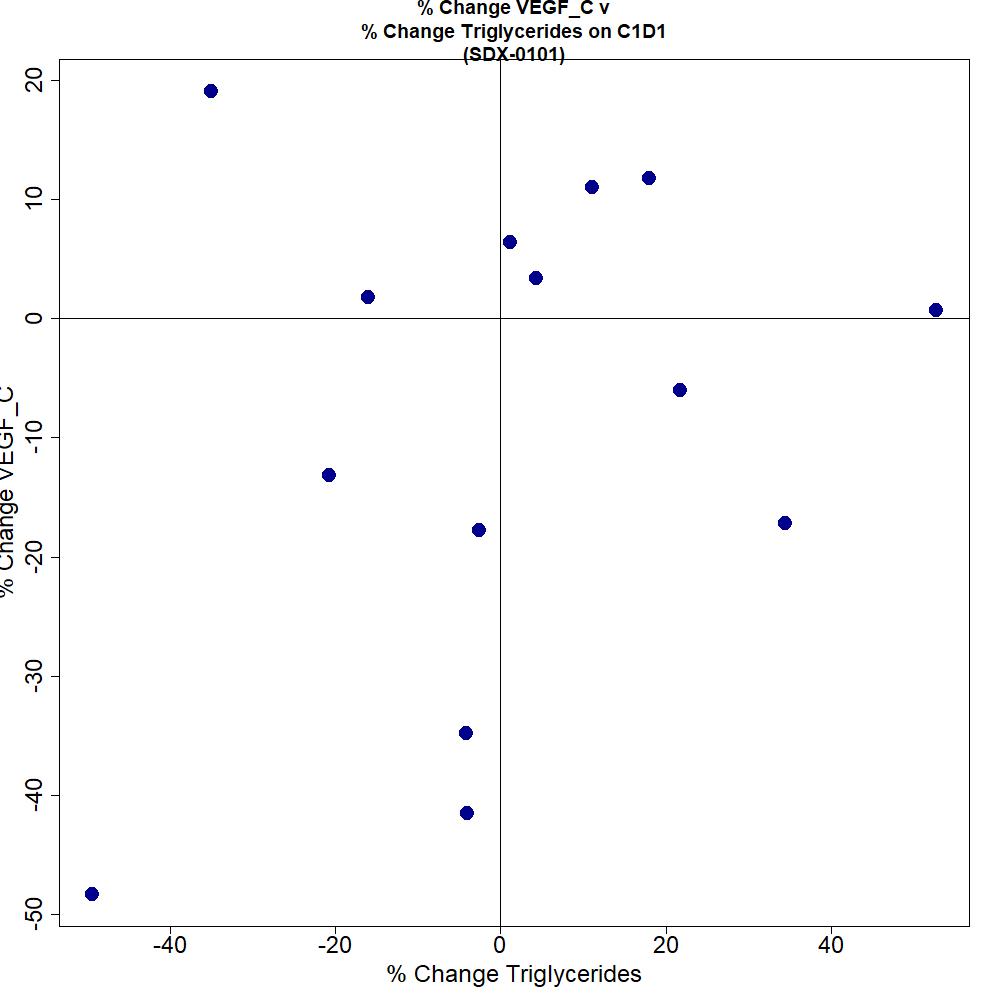 % Change VEGF_C v
% Change Triglycerides on C1D1
(SDX-0101)
20
10
0
-10
-20
-30
-40
-50
% Change VEGF_C
-40
-20
0
20
40
% Change Triglycerides